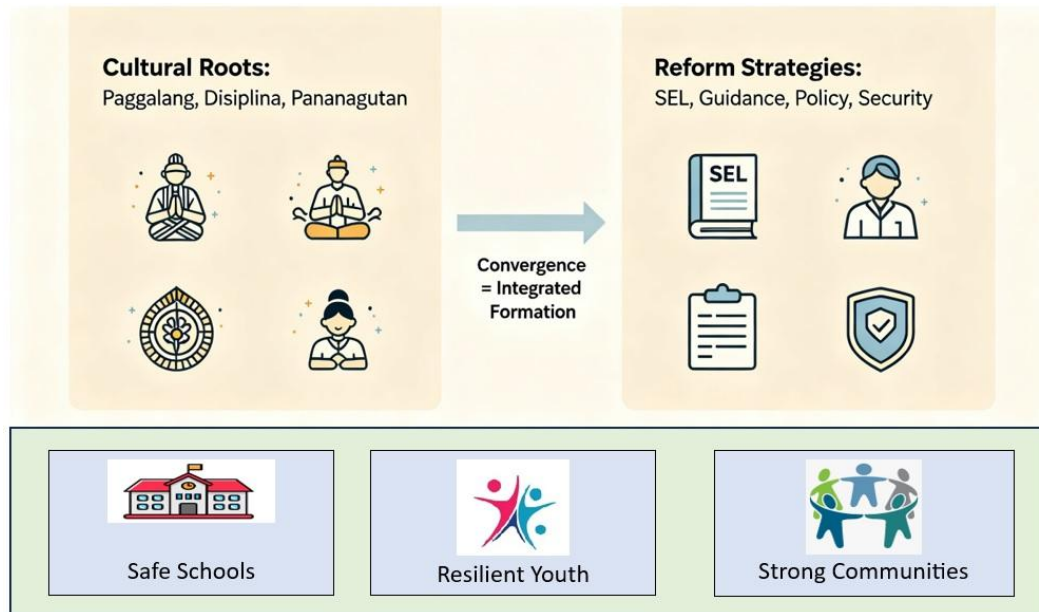 Cultural Roots:
Paggalang, Disiplina, Pananagutan
Convergence
= Integrated
Formation
Reform Strategies:
SEL, Guidance, Policy, Security
SEL
Safe Schools
Resilient Youth
Strong Communities